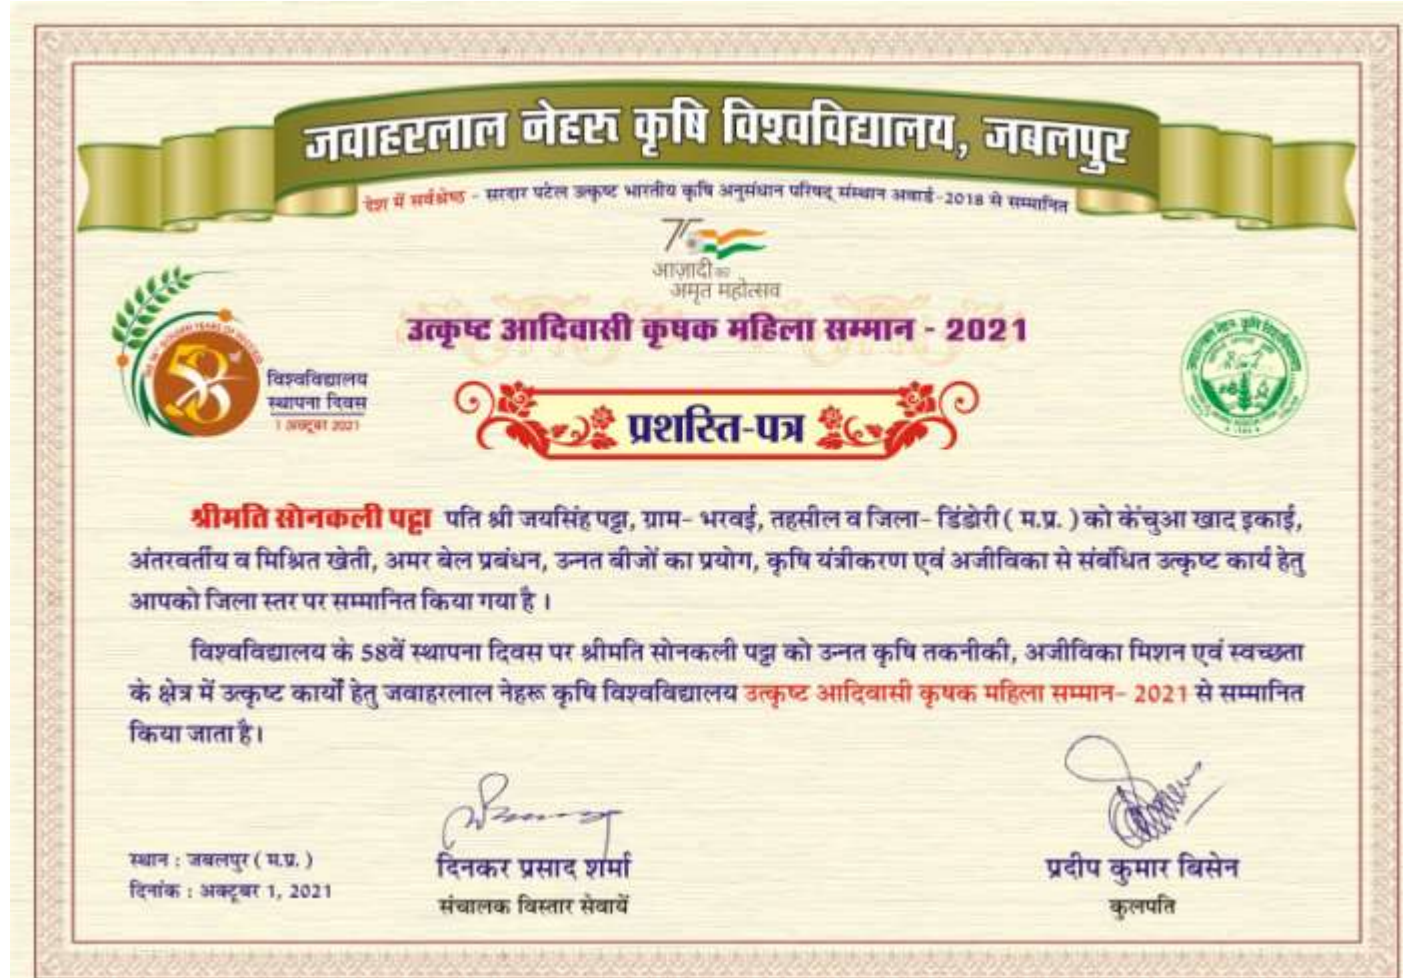 जवाहरलाल नेहरू कृषि विश्वविद्यालय, जबलपुर
देश में सर्वश्रेष्ठ - सरदार पटेल उत्कृष्ट भारतीय कृषि अनुसंधान परिषद् संस्थान अवार्ड-2018 से सम्मानित
75
आज़ादी का
अमृत महोत्सव
उत्कृष्ट आदिवासी कृषक महिला सम्मान - 2021
58
विश्वविद्यालय
स्थापना दिवस
1 अक्टूबर 2021
प्रशस्ति-पत्र
श्रीमति सोनकली पट्टा पति श्री जयसिंह पट्टा, ग्राम- भरवई, तहसील व जिला- डिंडोरी ( म.प्र. ) को केंचुआ खाद इकाई,
अंतरवर्तीय व मिश्रित खेती, अमर बेल प्रबंधन, उन्नत बीजों का प्रयोग, कृषि यंत्रीकरण एवं अजीविका से संबंधित उत्कृष्ट कार्य हेतु
आपको जिला स्तर पर सम्मानित किया गया है ।
विश्वविद्यालय के 58वें स्थापना दिवस पर श्रीमति सोनकली पट्टा को उन्नत कृषि तकनीकी, अजीविका मिशन एवं स्वच्छता
के क्षेत्र में उत्कृष्ट कार्यों हेतु जवाहरलाल नेहरू कृषि विश्वविद्यालय उत्कृष्ट आदिवासी कृषक महिला सम्मान- 2021 से सम्मानित
किया जाता है।
स्थान : जबलपुर ( म.प्र. )
दिनांक : अक्टूबर 1, 2021
दिनकर प्रसाद शर्मा
संचालक विस्तार सेवायें
प्रदीप कुमार बिसेन
कुलपति